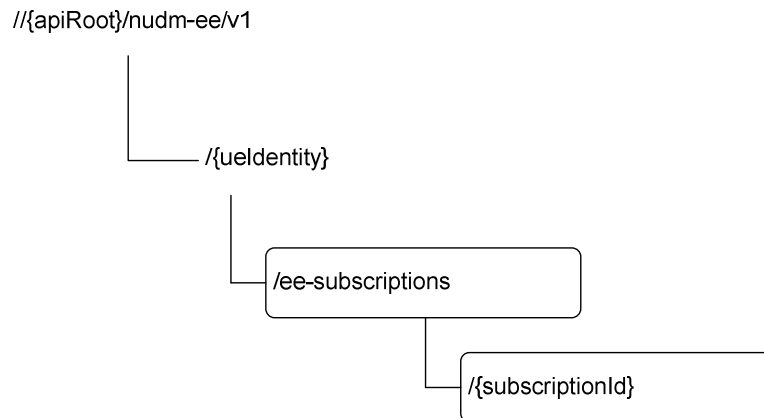 //{apiRoot}/nudm-ee/v1
/{ueIdentity}
/ee-subscriptions
/{subscriptionId}